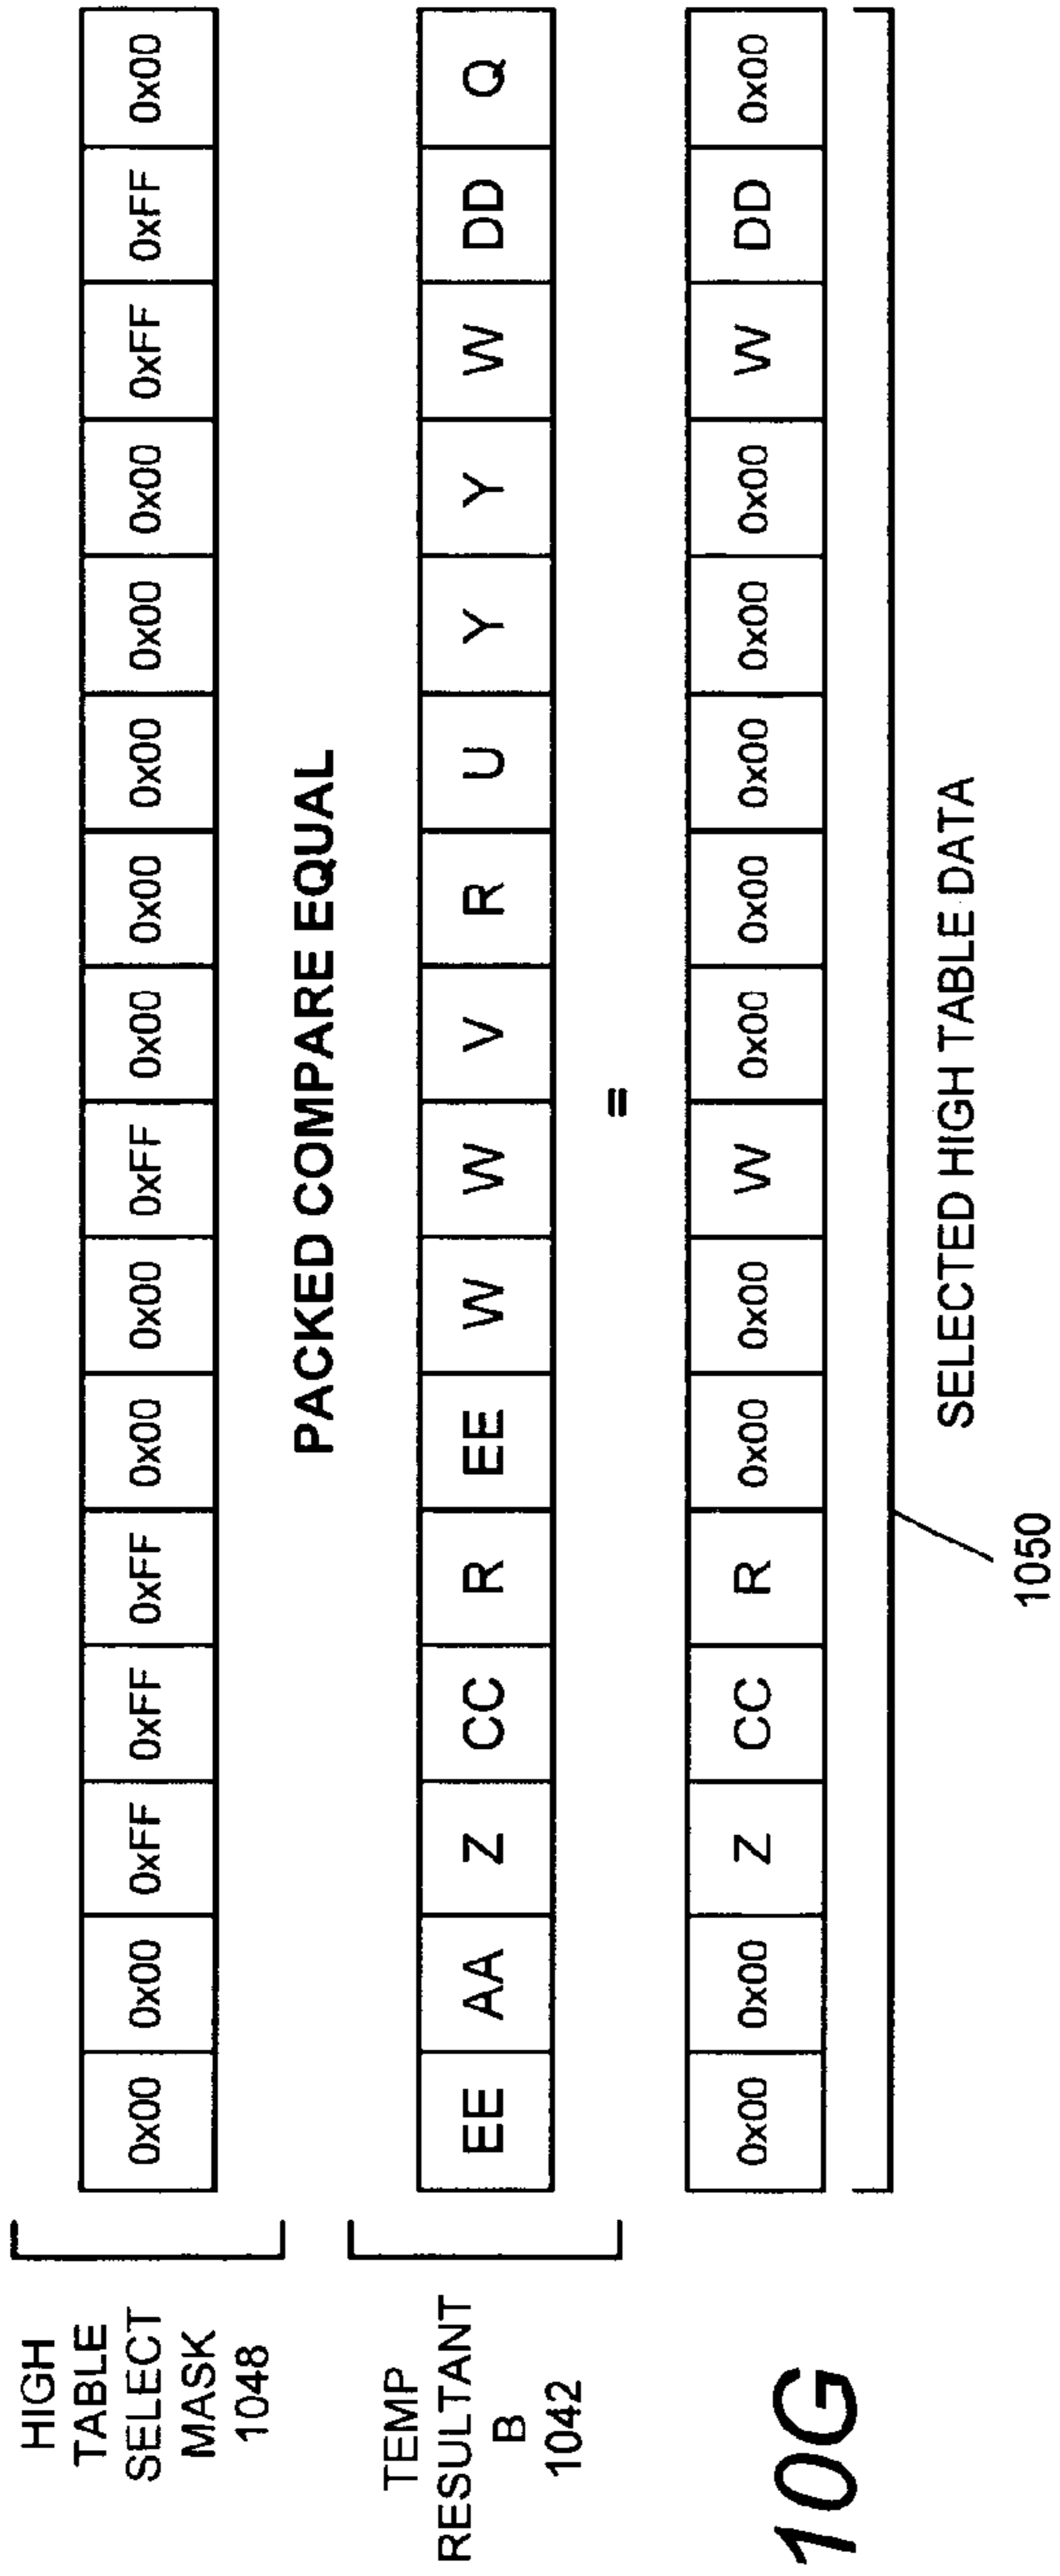 HIGH
TABLE
SELECT
MASK
1048
0x00 0x00 0xFF 0xFF 0xFF 0x00 0x00 0xFF 0x00 0x00 0x00 0x00 0x00 0xFF 0xFF 0x00
PACKED COMPARE EQUAL
TEMP
RESULTANT
B
1042
EE AA Z CC R EE W W V R U Y Y W DD Q
=
0x00 0x00 Z CC R 0x00 0x00 W 0x00 0x00 0x00 0x00 0x00 W DD 0x00
SELECTED HIGH TABLE DATA
1050
10G